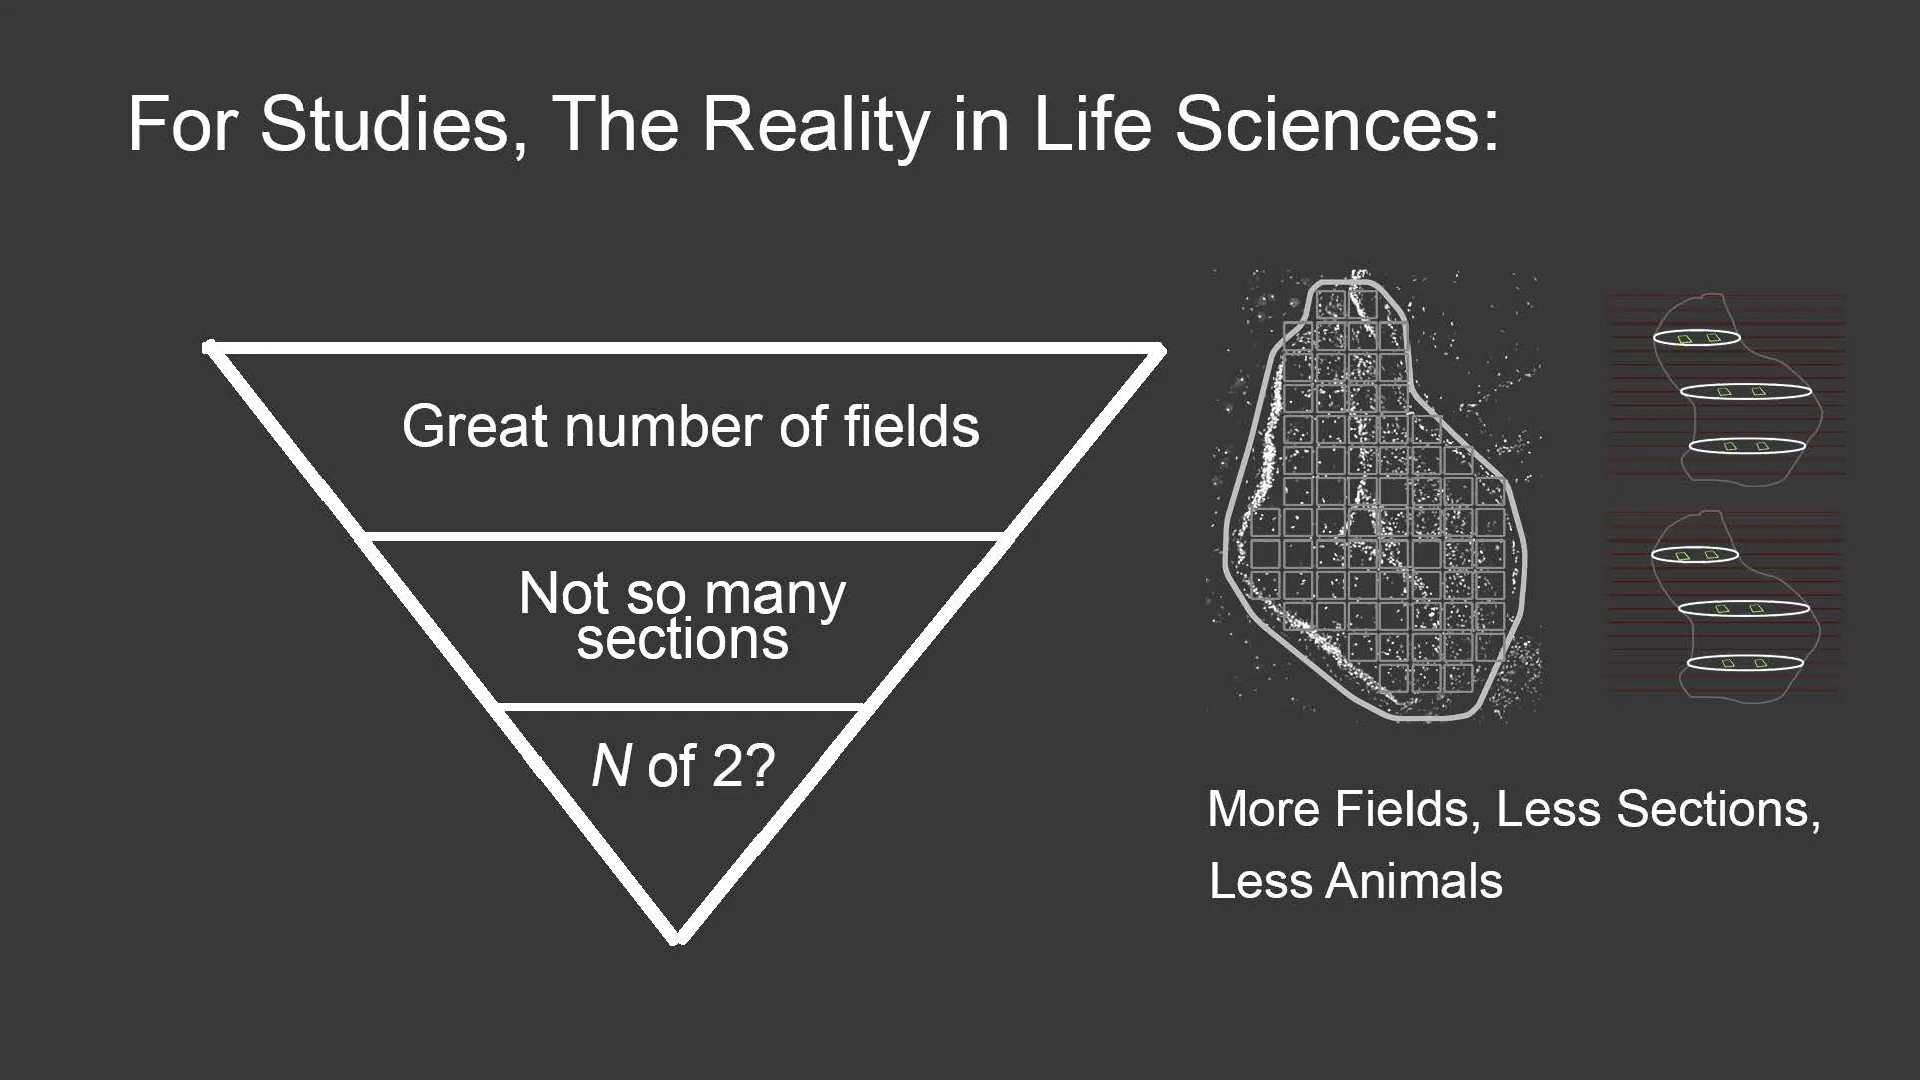 For Studies, The Reality in Life Sciences:
Great number of fields
Not so many
sections
N of 2?
More Fields, Less Sections,
Less Animals